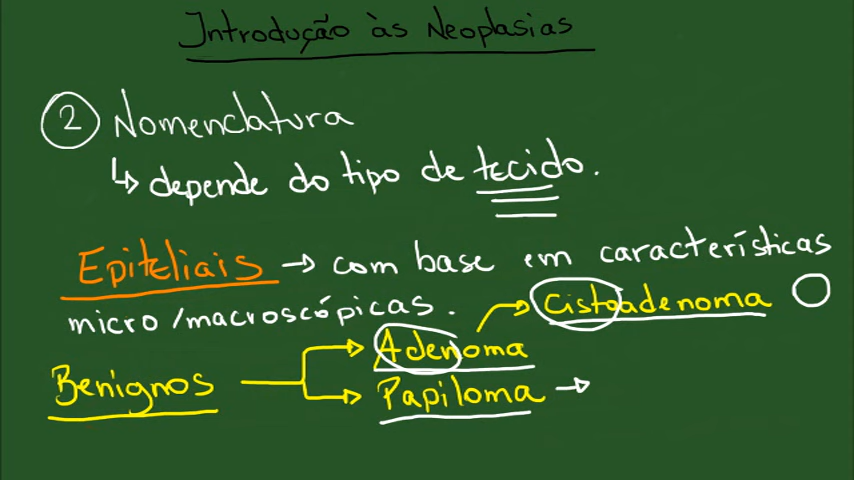 Introdução às Neoplasias
2 Nomenclatura
↳ depende do tipo de tecido.
Epiteliais → com base em características
micro/macroscópicas.
Cistoadenoma
Adenoma
Benignos
Papiloma →